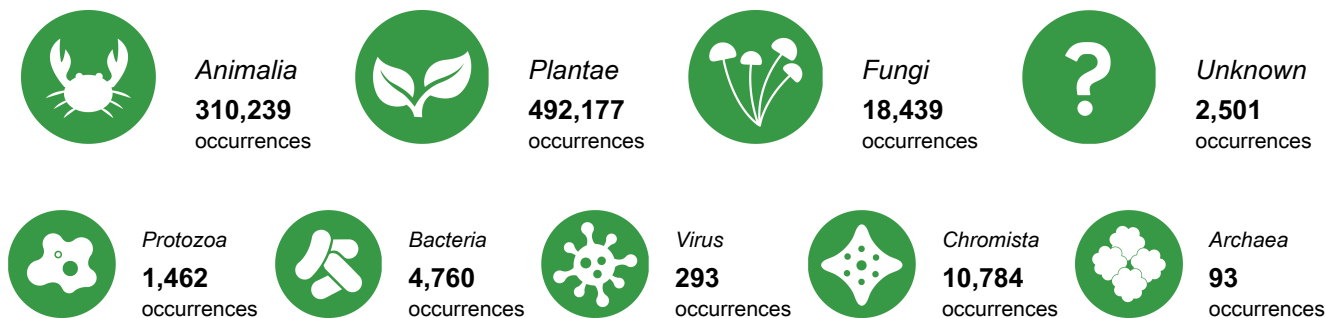 Animalia
310,239
occurrences
Plantae
492,177
occurrences
Fungi
18,439
occurrences
?
Unknown
2,501
occurrences
Protozoa
1,462
occurrences
Bacteria
4,760
occurrences
Virus
293
occurrences
Chromista
10,784
occurrences
Archaea
93
occurrences